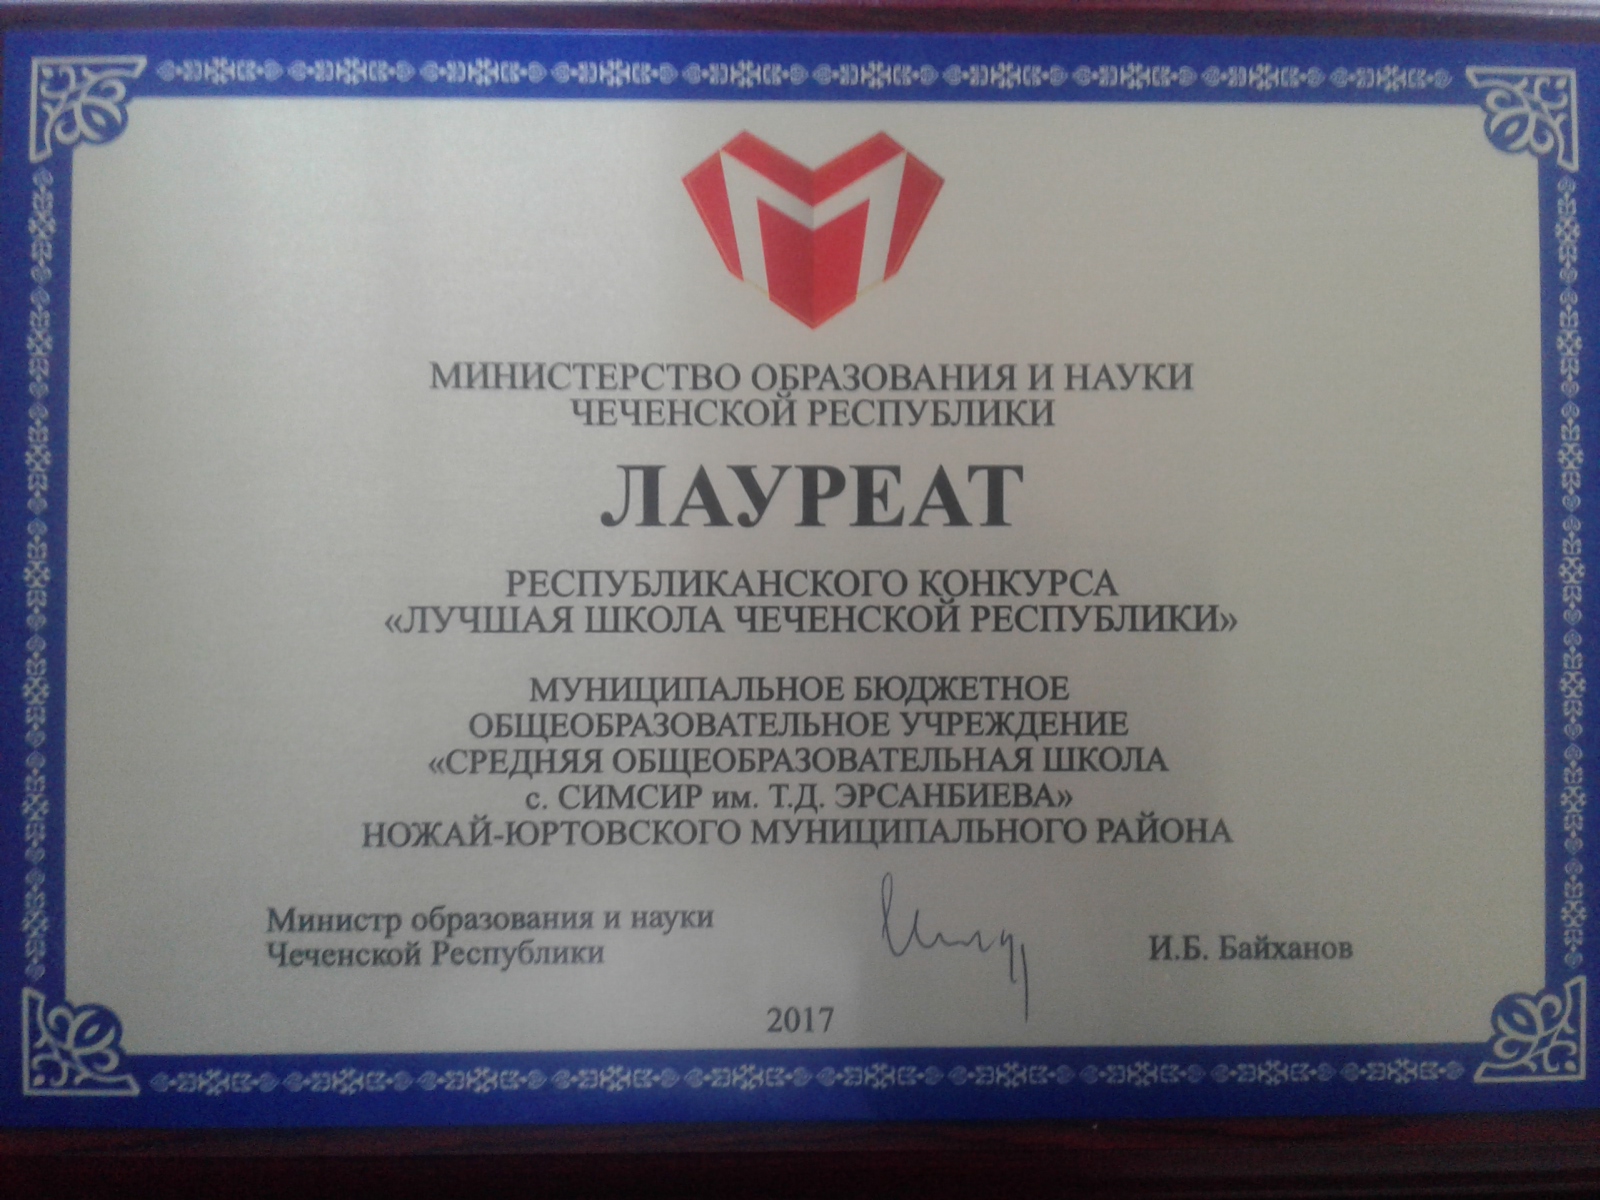 МИНИСТЕРСТВО ОБРАЗОВАНИЯ И НАУКИ
ЧЕЧЕНСКОЙ РЕСПУБЛИКИ
ЛАУРЕАТ
РЕСПУБЛИКАНСКОГО КОНКУРСА
«ЛУЧШАЯ ШКОЛА ЧЕЧЕНСКОЙ РЕСПУБЛИКИ»
МУНИЦИПАЛЬНОЕ БЮДЖЕТНОЕ
ОБЩЕОБРАЗОВАТЕЛЬНОЕ УЧРЕЖДЕНИЕ
«СРЕДНЯЯ ОБЩЕОБРАЗОВАТЕЛЬНАЯ ШКОЛА
с. СИМСИР им. Т.Д. ЭРСАНБИЕВА»
НОЖАЙ-ЮРТОВСКОГО МУНИЦИПАЛЬНОГО РАЙОНА
Министр образования и науки
Чеченской Республики
И.Б. Байханов
2017